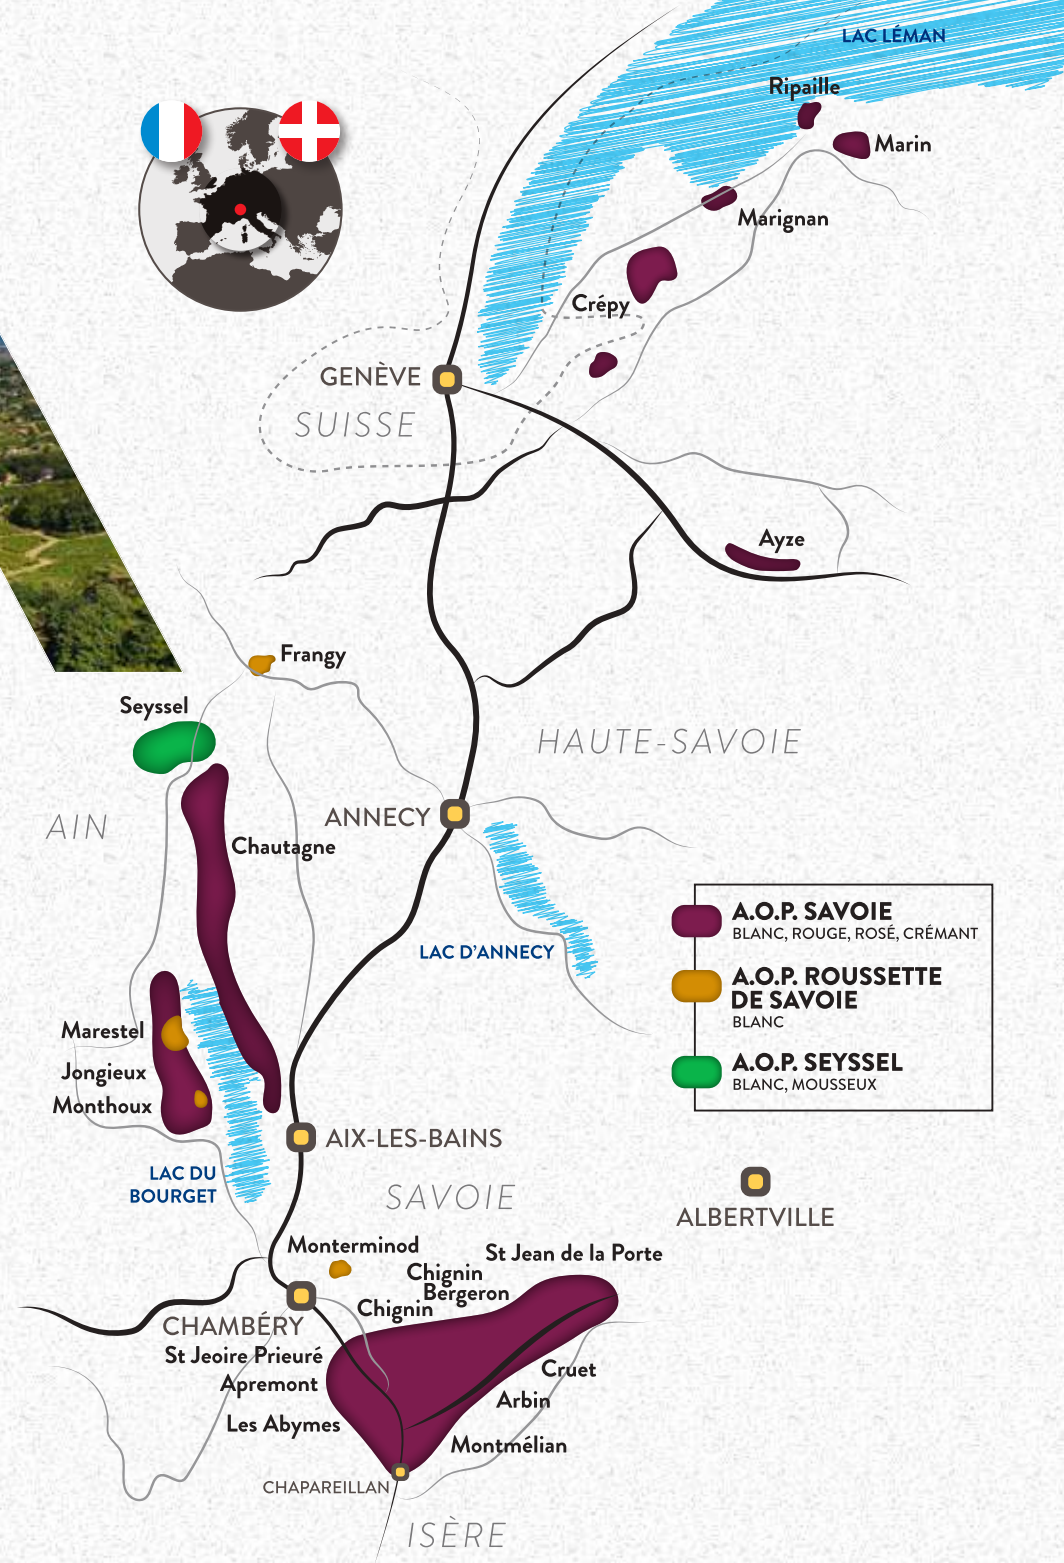 LAC LÉMAN
Ripaille
Marin
Marignan
Crépy
GENÈVE
SUISSE
Ayze
Frangy
Seyssel
HAUTE-SAVOIE
ANNECY
AIN
Chautagne
LAC D'ANNECY
A.O.P. SAVOIE
BLANC, ROUGE, ROSÉ, CRÉMANT
A.O.P. ROUSSETTE
DE SAVOIE
BLANC
A.O.P. SEYSSEL
BLANC, MOUSSEUX
Marestel
Jongieux
Monthoux
AIX-LES-BAINS
LAC DU
BOURGET
SAVOIE
ALBERTVILLE
Monterminod
St Jean de la Porte
Chignin
Bergeron
Chignin
CHAMBÉRY
St Jeoire Prieuré
Apremont
Cruet
Arbin
Les Abymes
Montmélian
CHAPAREILLAN
ISÈRE